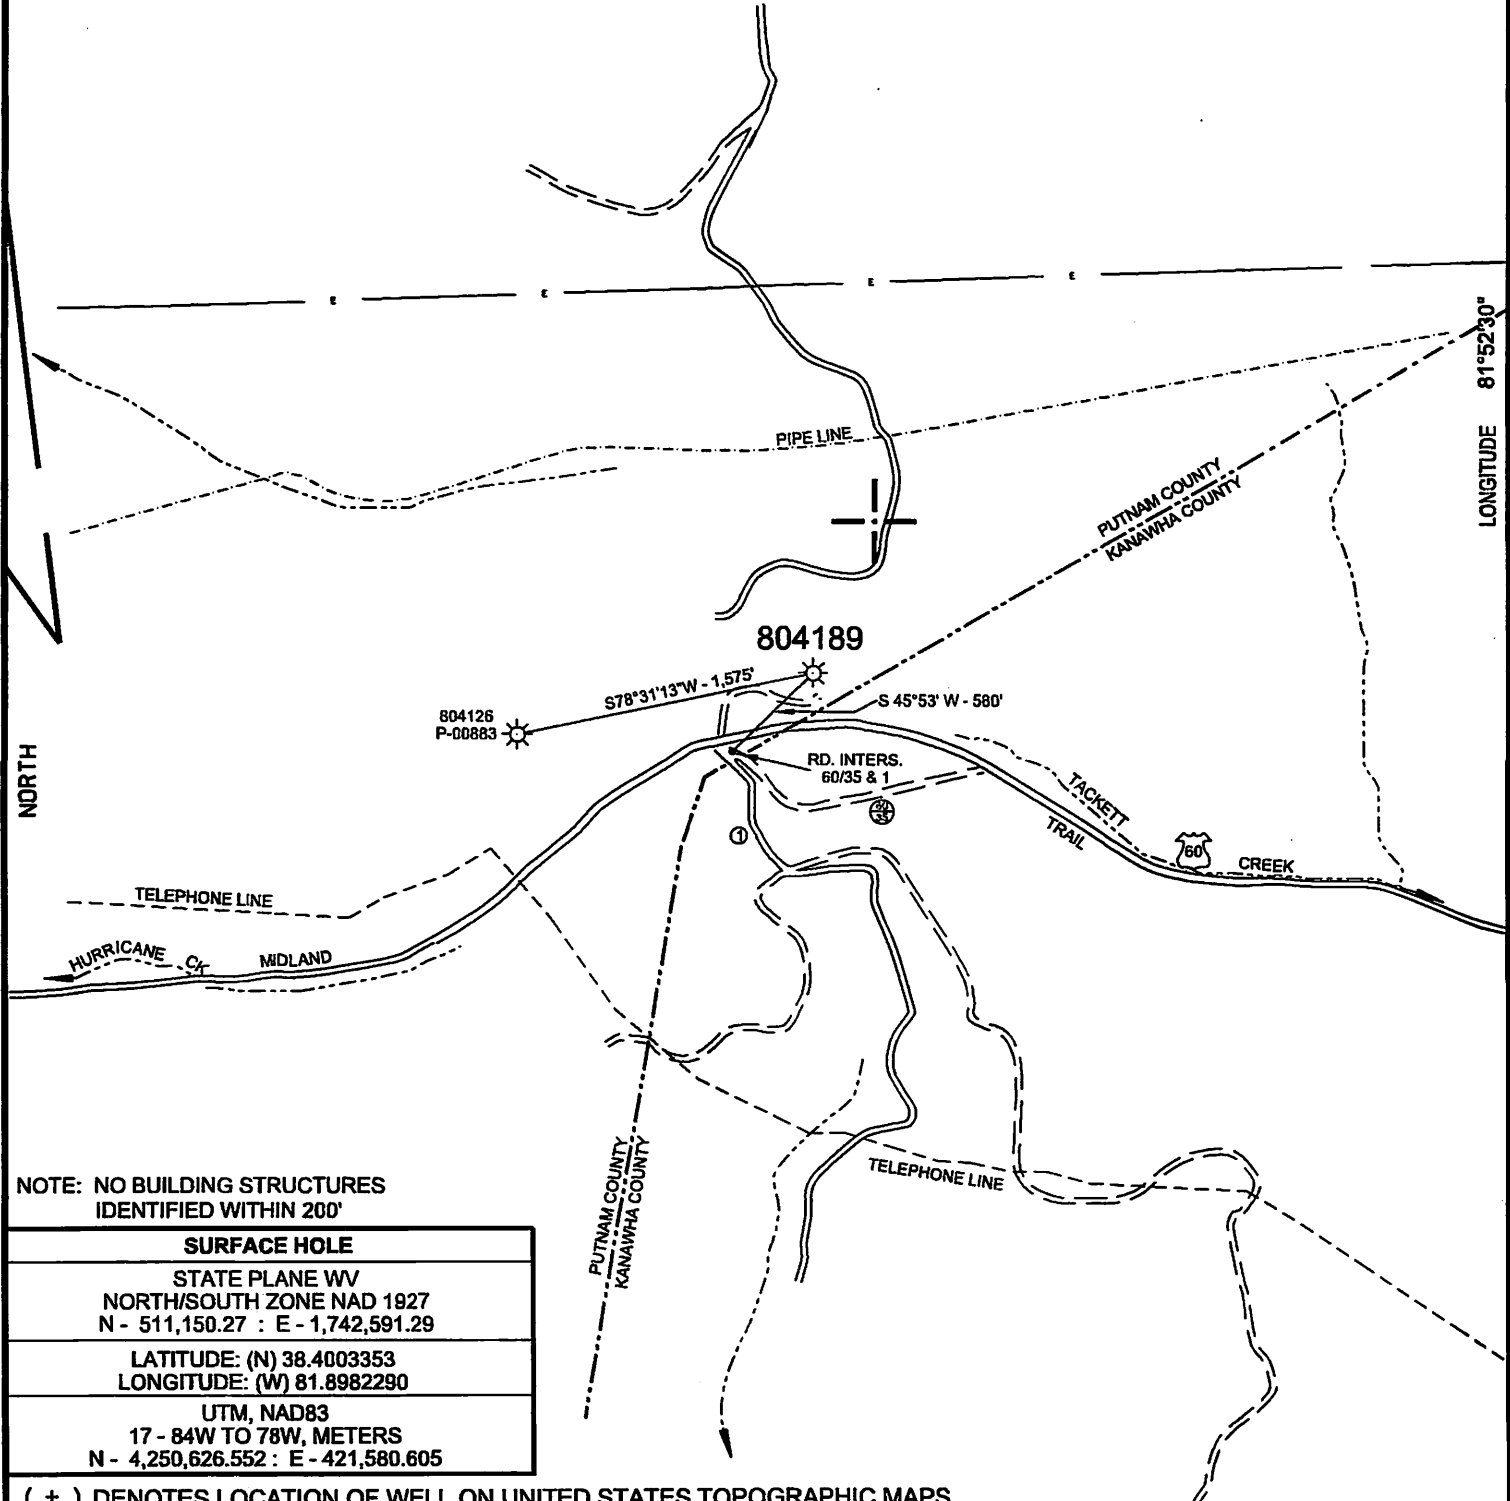 E E E E
LONGITUDE 81°52'30"
PIPE LINE
PUTNAM COUNTY
KANAWHA COUNTY
804189
S78°31'13"W - 1,575'
S 45°53' W - 560'
804126
P-00883
RD. INTERS.
60/35 & 1
NORTH
60
35
1
TACKETT
TRAIL
60
CREEK
TELEPHONE LINE
HURRICANE CK
MIDLAND
PUTNAM COUNTY
KANAWHA COUNTY
TELEPHONE LINE
NOTE: NO BUILDING STRUCTURES
IDENTIFIED WITHIN 200'
SURFACE HOLE
STATE PLANE WV
NORTH/SOUTH ZONE NAD 1927
N - 511,150.27 : E - 1,742,591.29
LATITUDE: (N) 38.4003353
LONGITUDE: (W) 81.8982290
UTM, NAD83
17 - 84W TO 78W, METERS
N - 4,250,626.552 : E - 421,580.605
( + ) DENOTES LOCATION OF WELL ON UNITED STATES TOPOGRAPHIC MAPS